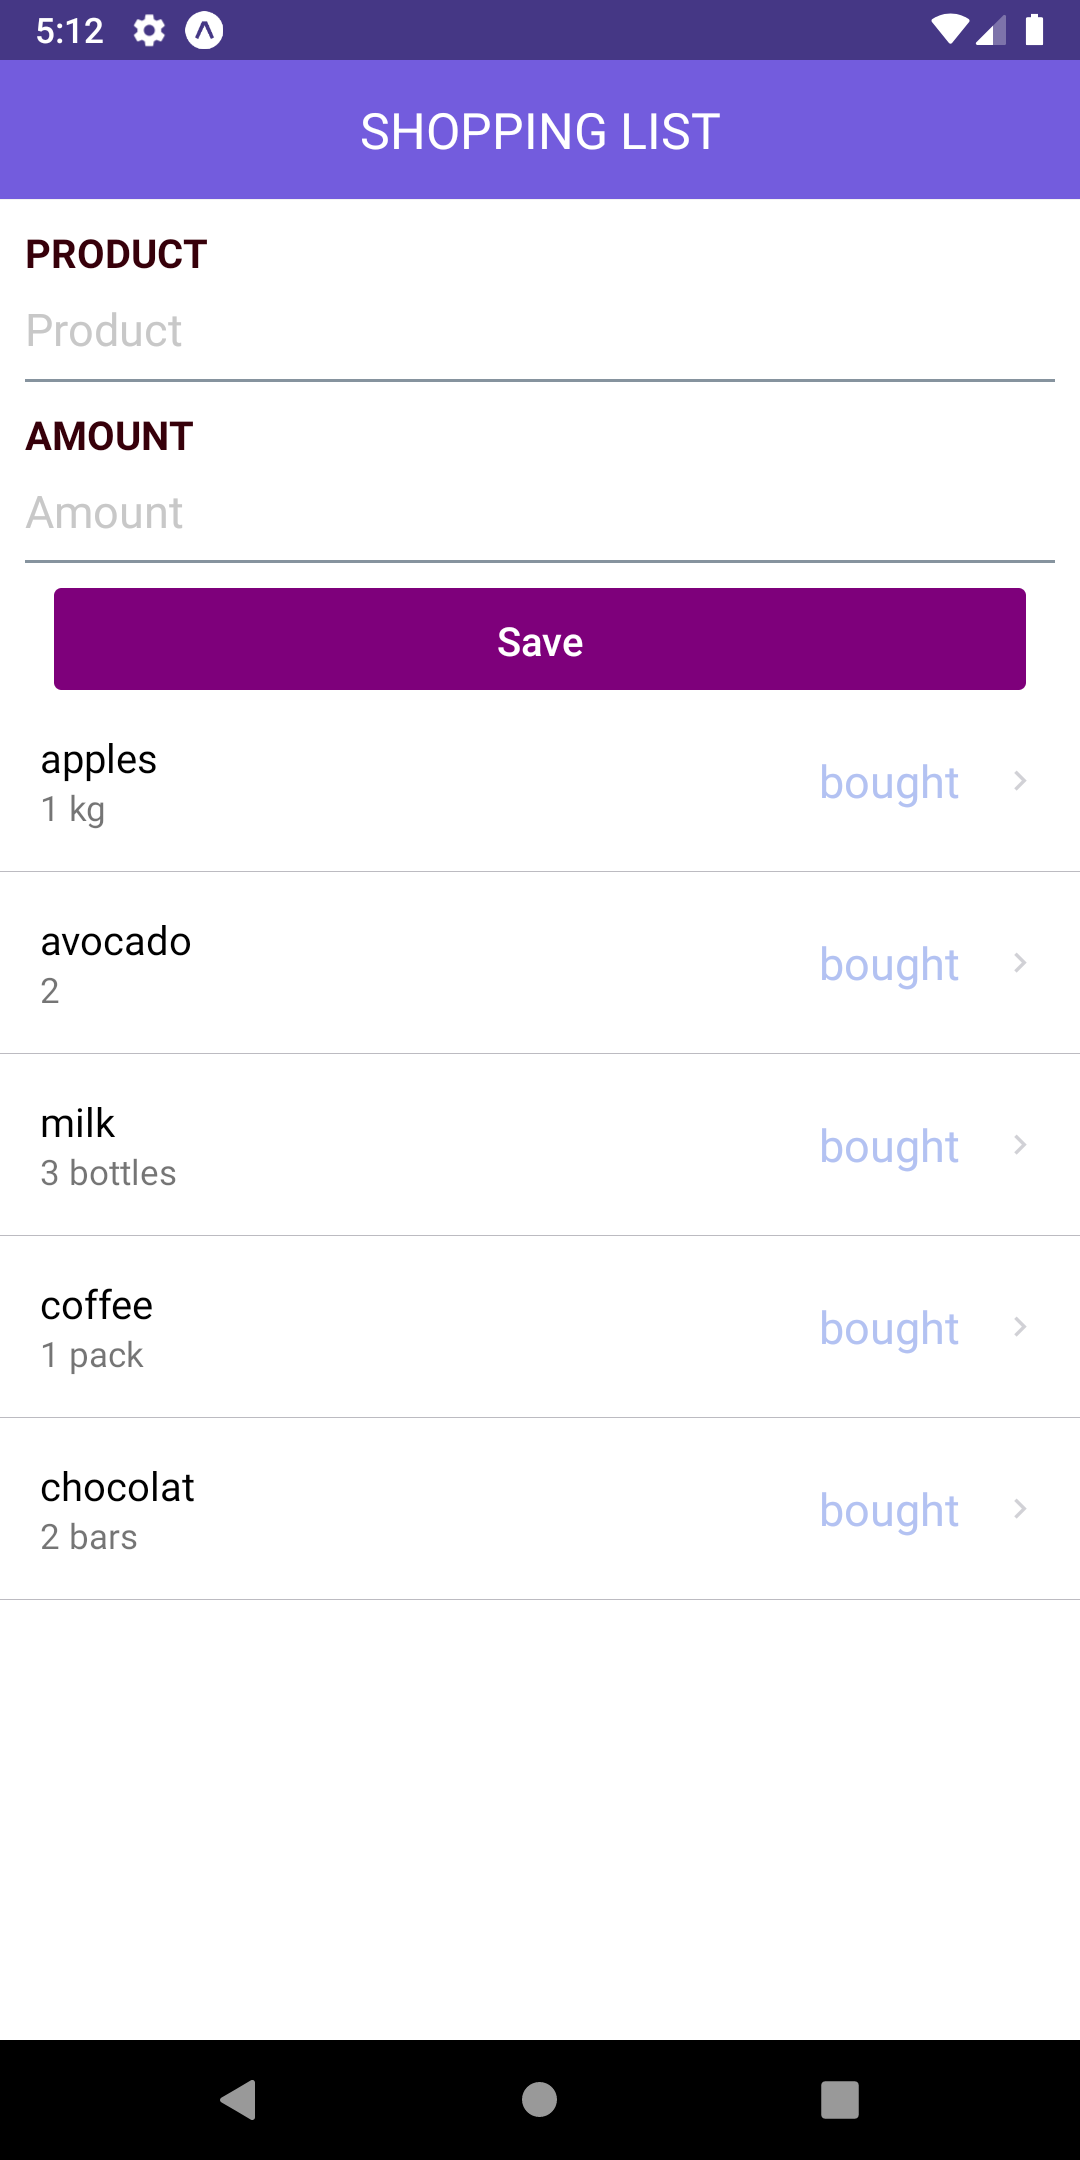 5:12
SHOPPING LIST
PRODUCT
Product
AMOUNT
Amount
Save
apples
1 kg
bought
avocado
2
bought
milk
3 bottles
bought
coffee
1 pack
bought
chocolat
2 bars
bought